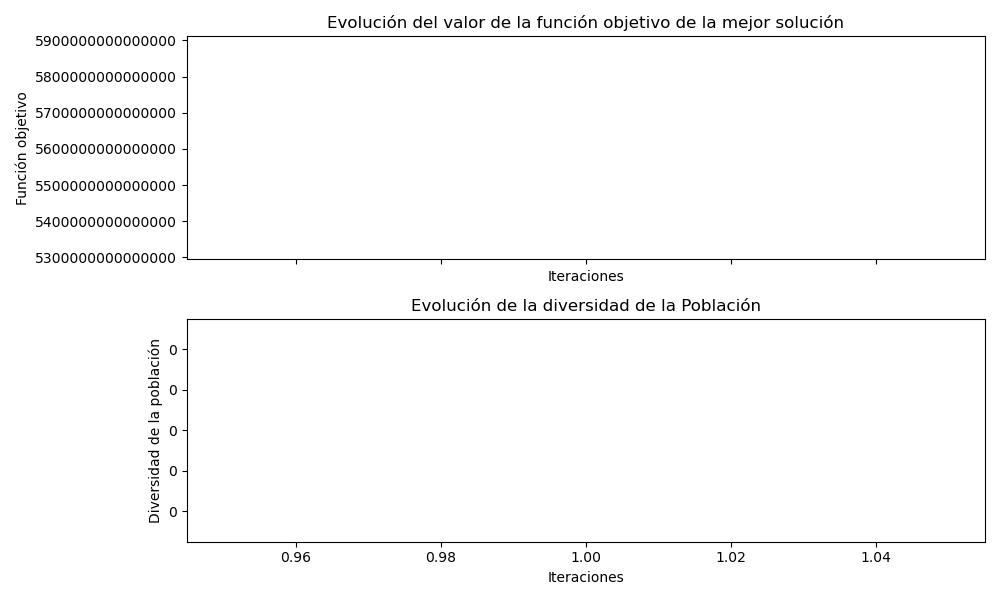 Evolución del valor de la función objetivo de la mejor solución
5900000000000000
5800000000000000
5700000000000000
5600000000000000
5500000000000000
5400000000000000
5300000000000000
Función objetivo
Iteraciones
Evolución de la diversidad de la Población
0
0
0
0
0
Diversidad de la población
0.96 0.98 1.00 1.02 1.04
Iteraciones